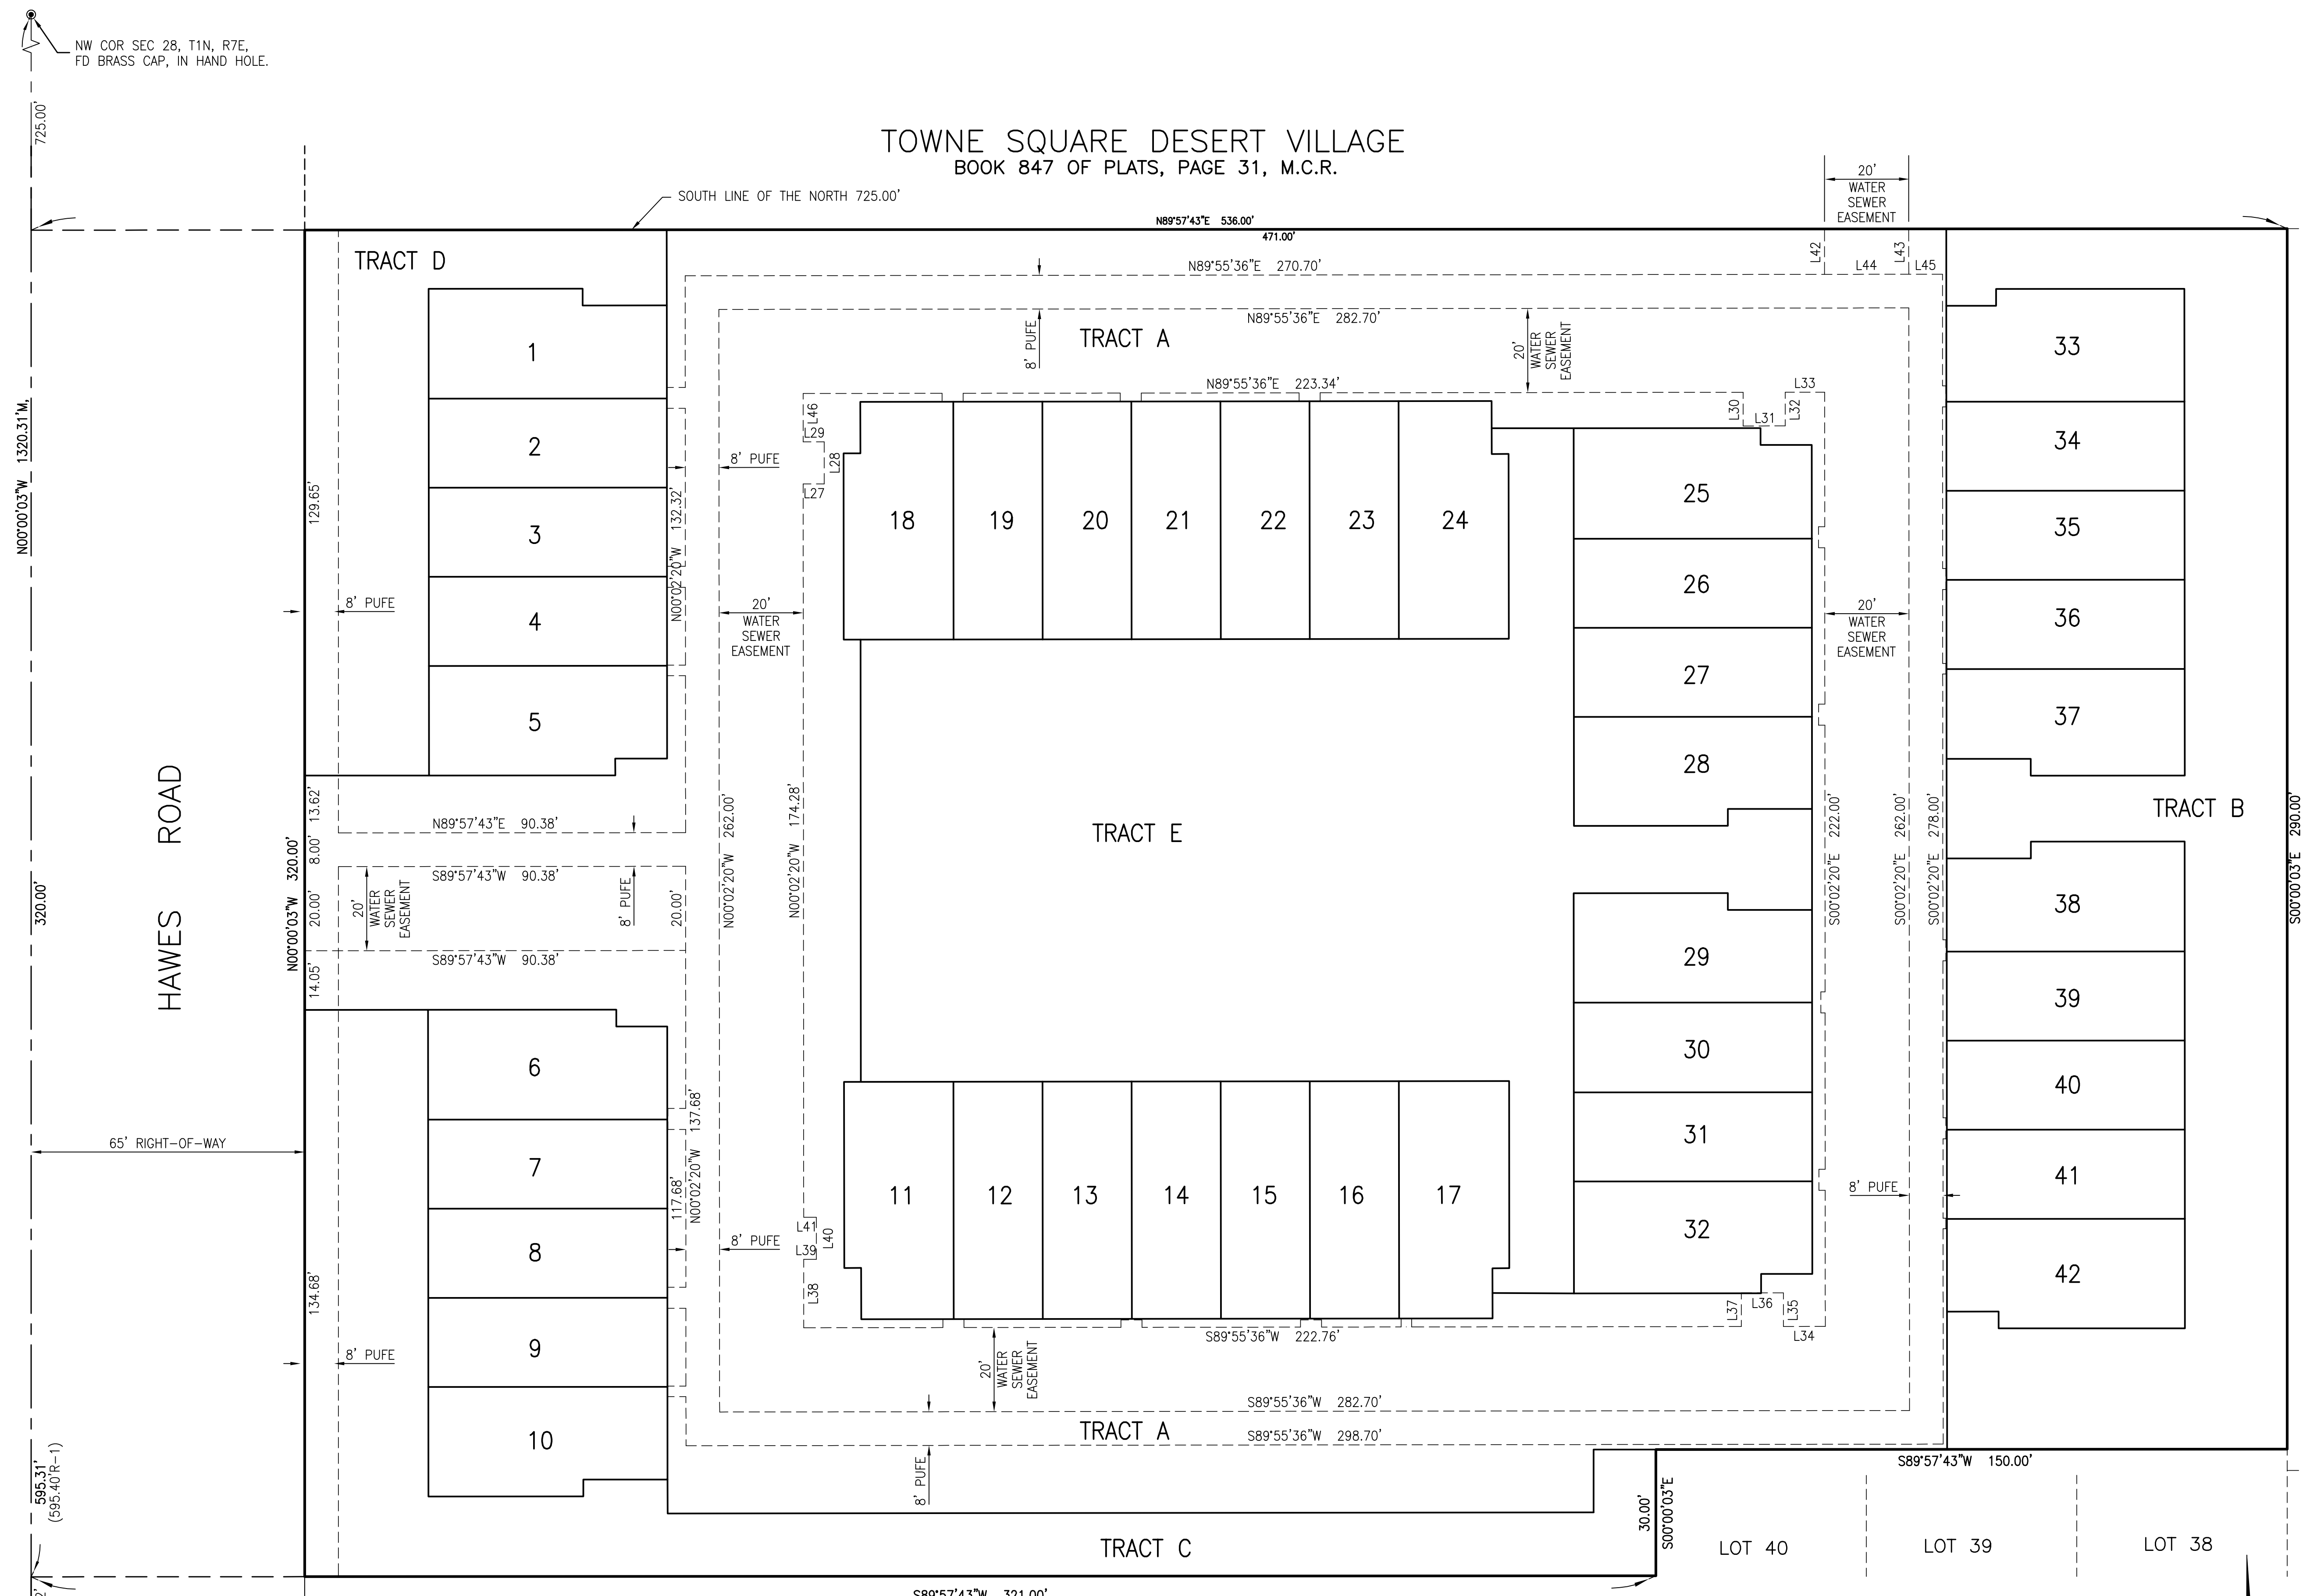 NW COR SEC 28, T1N, R7E,
FD BRASS CAP, IN HAND HOLE.
725.00'
TOWNE SQUARE DESERT VILLAGE
BOOK 847 OF PLATS, PAGE 31, M.C.R.
SOUTH LINE OF THE NORTH 725.00'
20'
WATER
SEWER
EASEMENT
N89°57'43"E 536.00'
471.00'
TRACT D
L42
L43
N89°55'36"E 270.70'
L44
L45
N89°55'36"E 282.70'
TRACT A
8' PUFE
20'
WATER
SEWER
EASEMENT
1
33
N89°55'36"E 223.34'
L33
L46
L30
L31
L32
L29
2
34
8' PUFE
L28
L27
N00°00'03"W 1320.31'M,
129.65'
132.32'
N00°02'20"W
18
19
20
21
22
23
24
25
3
35
26
4
36
8' PUFE
20'
WATER
SEWER
EASEMENT
20'
WATER
SEWER
EASEMENT
27
5
37
28
HAWES ROAD
13.62'
N89°57'43"E 90.38'
TRACT E
TRACT B
8.00'
N00°00'03"W 320.00'
320.00'
S89°57'43"W 90.38'
20'
WATER
SEWER
EASEMENT
8' PUFE
20.00'
20.00'
N00°02'20"W 262.00'
N00°02'20"W 174.28'
S00°02'20"E 222.00'
S00°02'20"E 262.00'
S00°02'20"E 278.00'
S00°00'03"E 290.00'
38
S89°57'43"W 90.38'
14.05'
29
39
6
30
40
N00°02'20"W 137.68'
65' RIGHT-OF-WAY
31
7
41
117.68'
11
12
13
14
15
16
17
8' PUFE
L41
L40
L39
8' PUFE
32
8
42
134.68'
L38
L37
L36
L35
L34
9
8' PUFE
S89°55'36"W 222.76'
20'
WATER
SEWER
EASEMENT
S89°55'36"W 282.70'
TRACT A
S89°55'36"W 298.70'
10
8' PUFE
S89°57'43"W 150.00'
595.31'
(595.40'R-1)
30.00'
S00°00'03"E
TRACT C
LOT 40
LOT 39
LOT 38
S89°57'43"W 321.00'